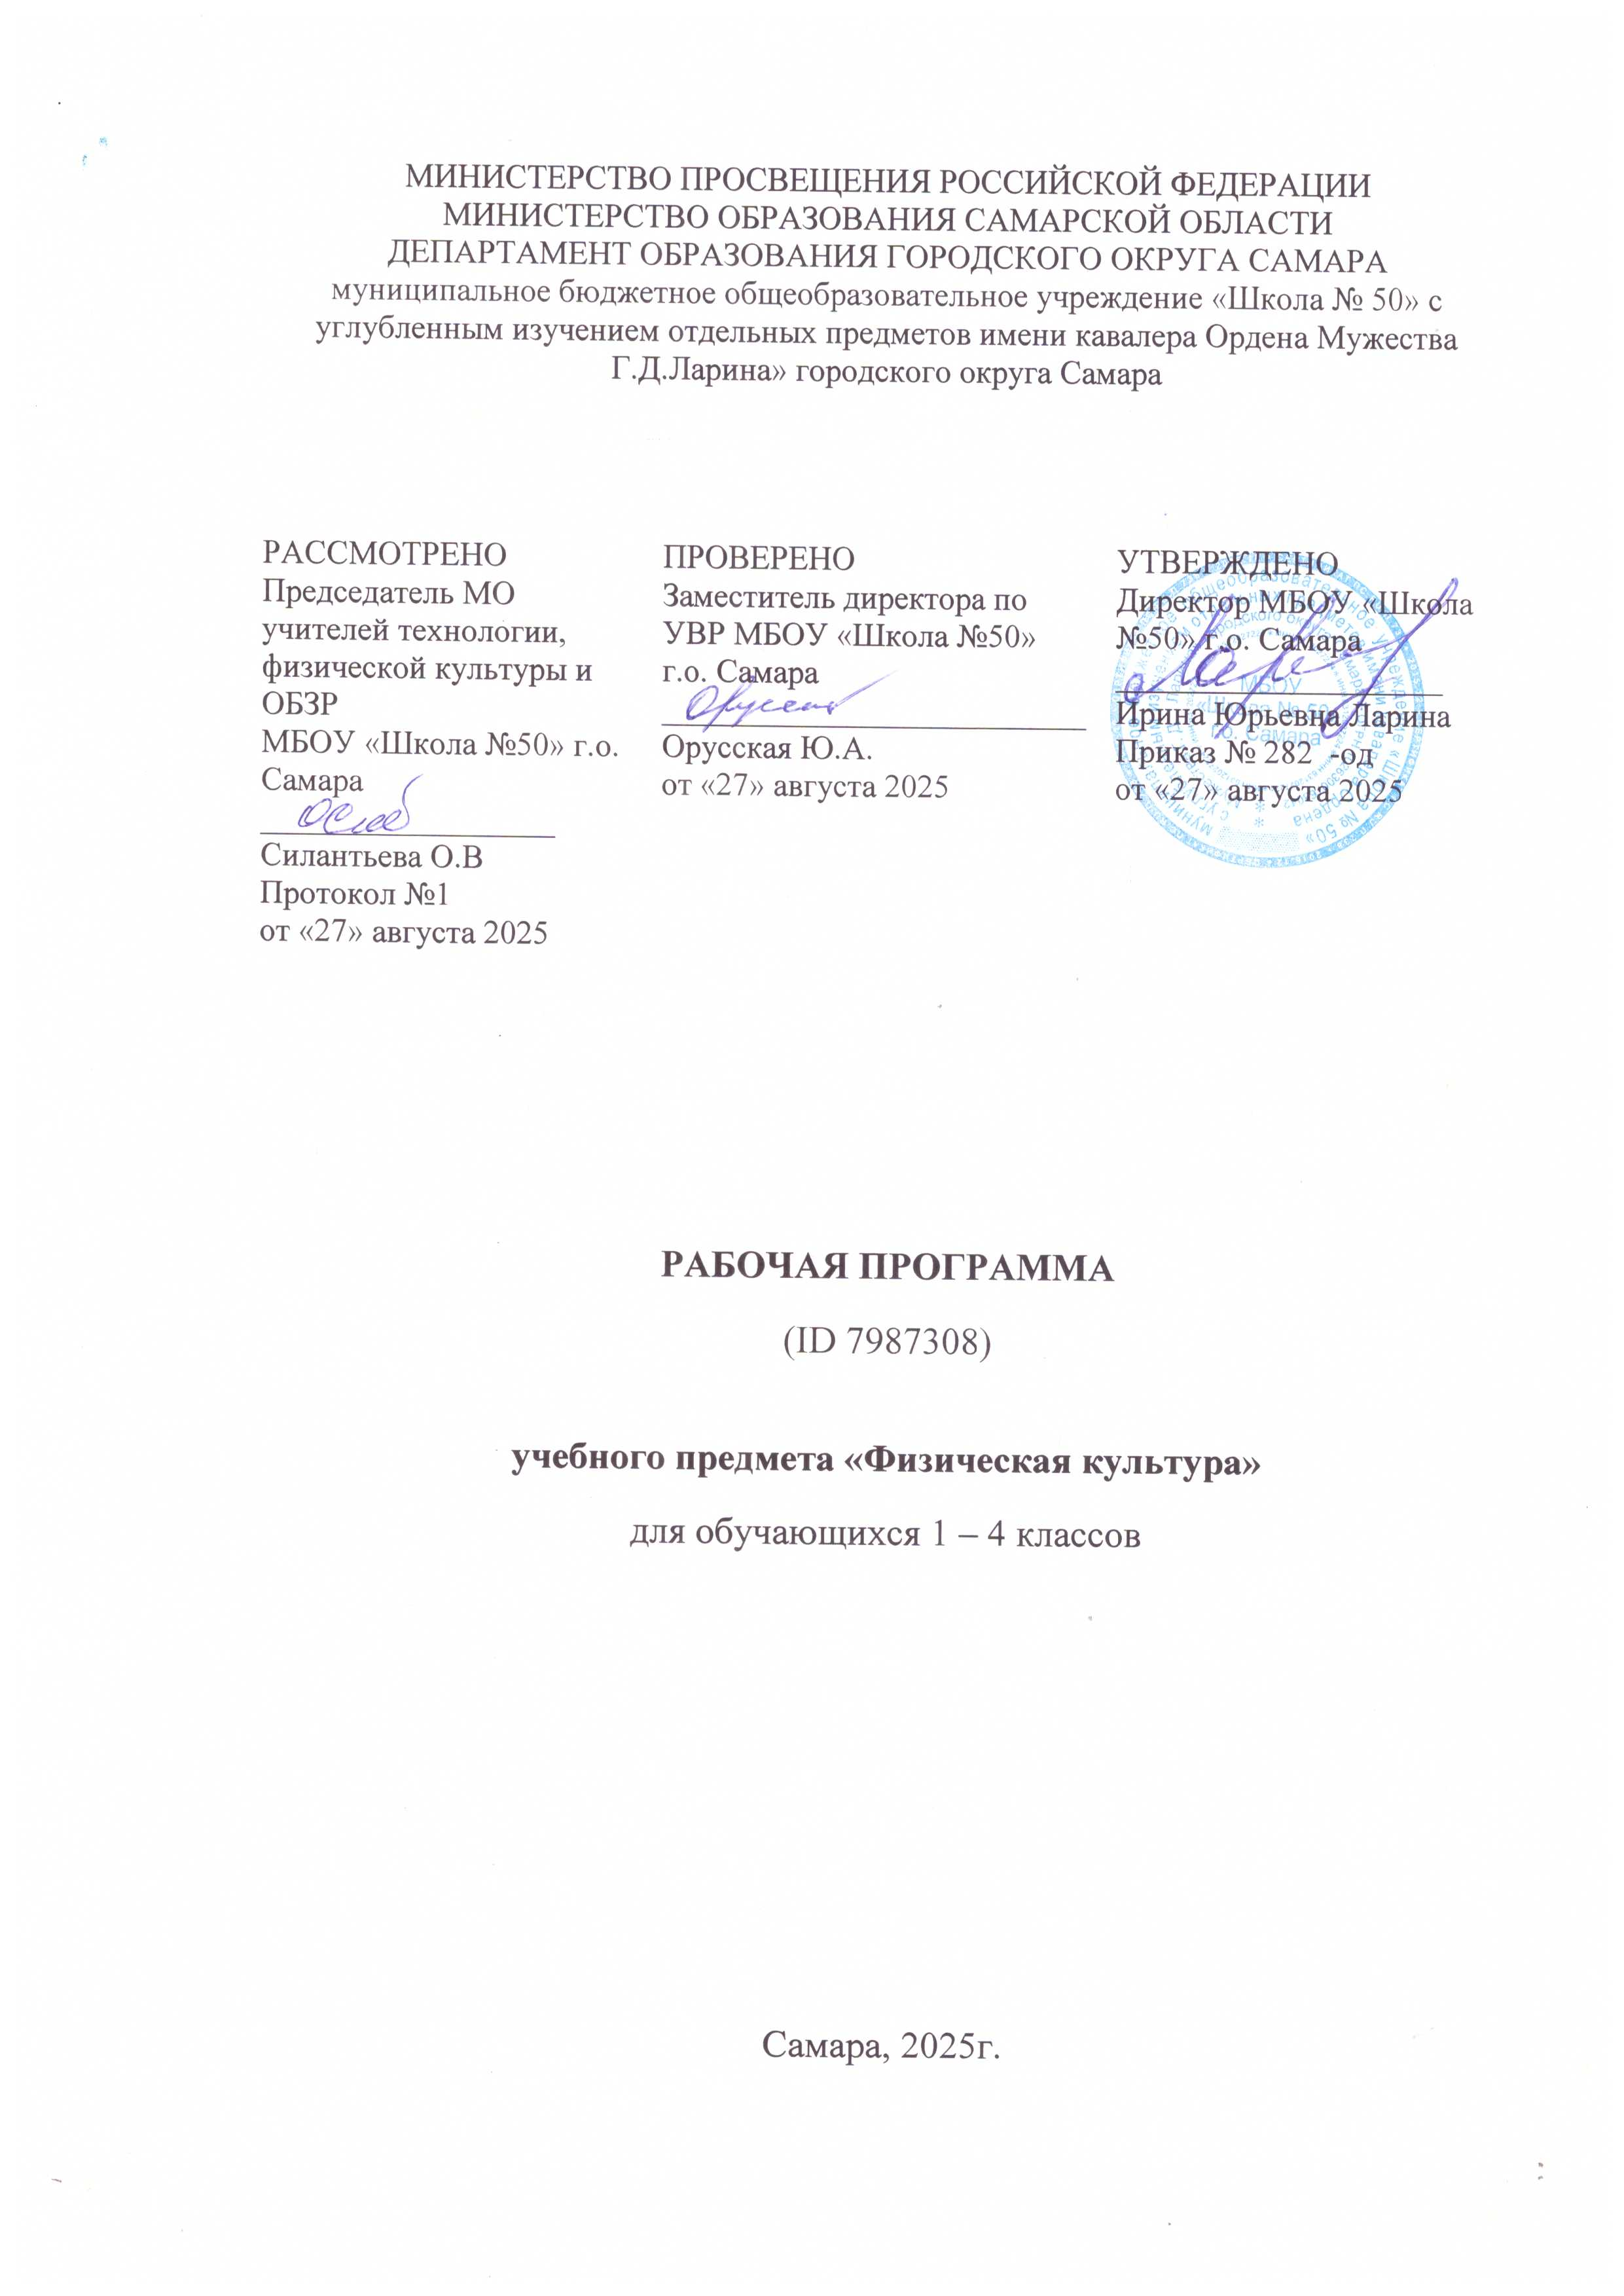 МИНИСТЕРСТВО ПРОСВЕЩЕНИЯ РОССИЙСКОЙ ФЕДЕРАЦИИ
МИНИСТЕРСТВО ОБРАЗОВАНИЯ САМАРСКОЙ ОБЛАСТИ
ДЕПАРТАМЕНТ ОБРАЗОВАНИЯ ГОРОДСКОГО ОКРУГА САМАРА
муниципальное бюджетное общеобразовательное учреждение «Школа № 50» с
углубленным изучением отдельных предметов имени кавалера Ордена Мужества
Г.Д.Ларина» городского округа Самара
РАССМОТРЕНО
Председатель МО
учителей технологии,
физической культуры и
ОБЗР
МБОУ «Школа №50» г.о.
Самара
Силантьева О.В
Протокол №1
от «27» августа 2025
ПРОВЕРЕНО
Заместитель директора по
УВР МБОУ «Школа №50»
г.о. Самара
Орусская Ю.А.
от «27» августа 2025
УТВЕРЖДЕНО
Директор МБОУ «Школа
№50» г.о. Самара
Ирина Юрьевна Ларина
Приказ № 282 -од
от «27» августа 2025
МБОУ
«Школа № 50»
г.о. Самара
РАБОЧАЯ ПРОГРАММА
(ID 7987308)
учебного предмета «Физическая культура»
для обучающихся 1 – 4 классов
Самара, 2025г.